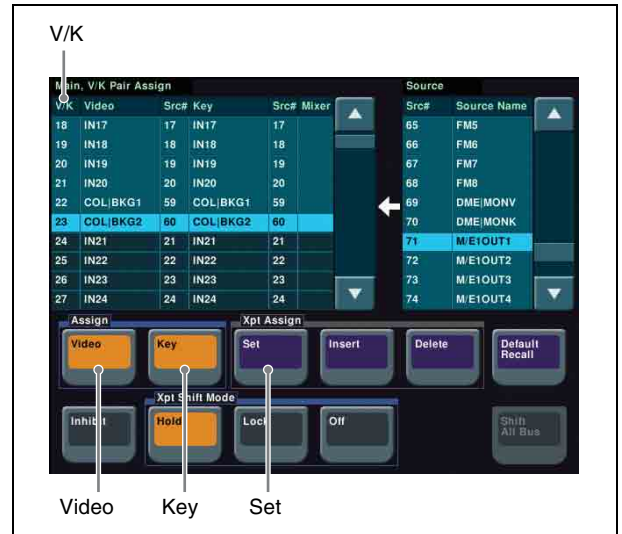 V/K
Main, V/K Pair Assign
V/K Video Src# Key Src# Mixer
18 IN17 17 IN17 17
19 IN18 18 IN18 18
20 IN19 19 IN19 19
21 IN20 20 IN20 20
22 COL|BKG1 59 COL|BKG1 59
23 COL|BKG2 60 COL|BKG2 60
24 IN21 21 IN21 21
25 IN22 22 IN22 22
26 IN23 23 IN23 23
27 IN24 24 IN24 24
Source
Src# Source Name
65 FM5
66 FM6
67 FM7
68 FM8
69 DME|MONV
70 DME|MONK
71 M/E1OUT1
72 M/E1OUT2
73 M/E1OUT3
74 M/E1OUT4
Assign
Xpt Assign
Video
Key
Set
Insert
Delete
Default
Recall
Xpt Shift Mode
Inhibit
Hold
Lock
Off
Shift
All Bus
Video
Key
Set